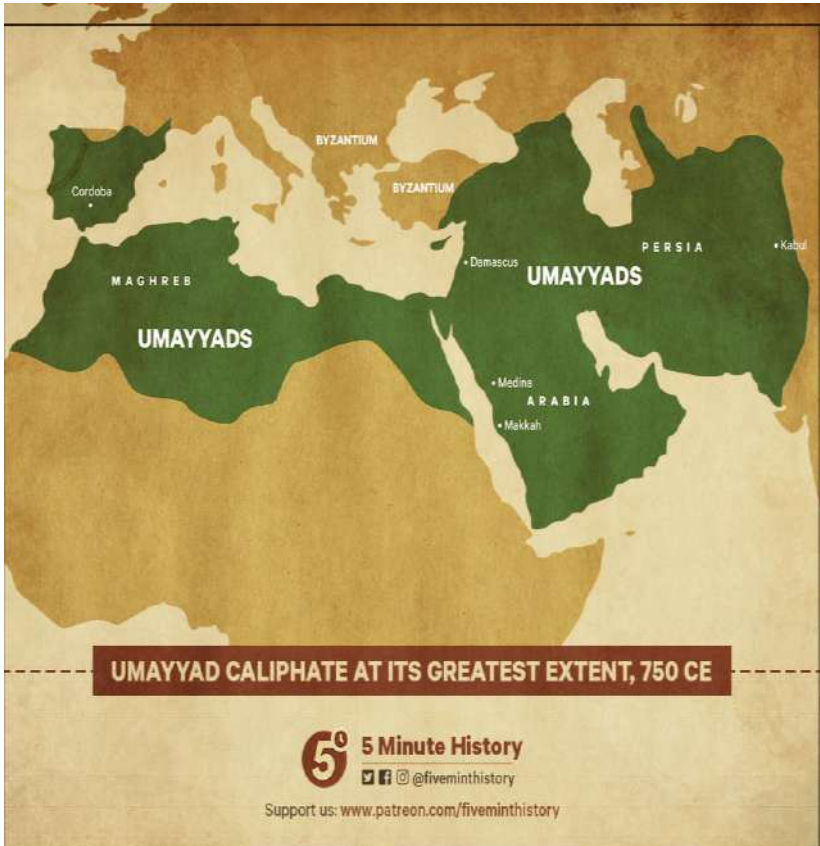 BYZANTIUM
BYZANTIUM
Cordoba
PERSIA
Kabul
Damascus
UMAYYADS
MAGHREB
UMAYYADS
Medina
ARABIA
Makkah
UMAYYAD CALIPHATE AT ITS GREATEST EXTENT, 750 CE
5
5 Minute History
@fiveminthistory
Support us: www.patreon.com/fiveminthistory